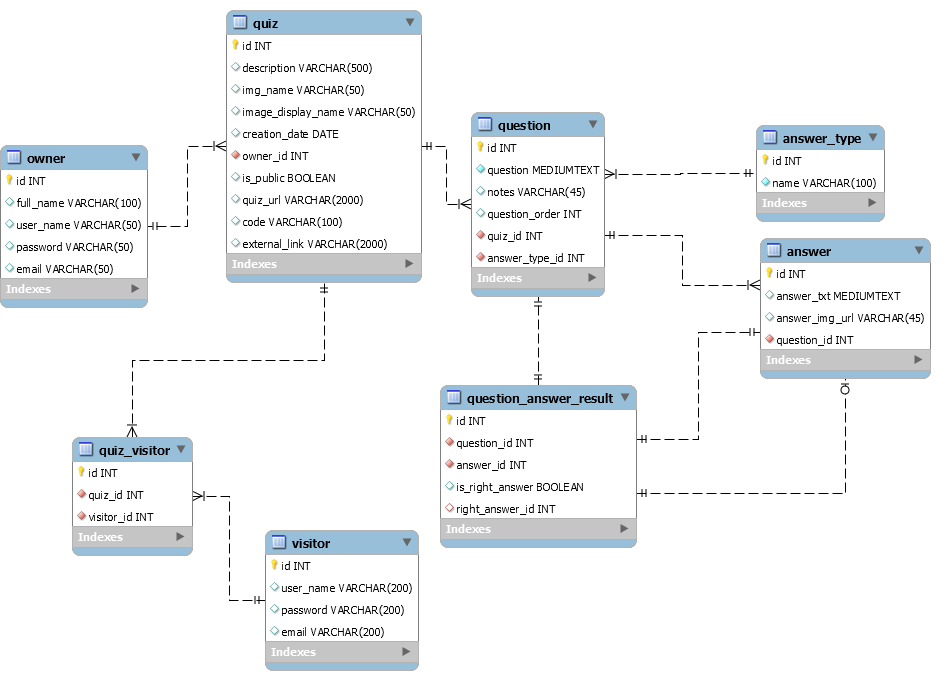 quiz
id INT
description VARCHAR(500)
img_name VARCHAR(50)
image_display_name VARCHAR(50)
creation_date DATE
owner_id INT
is_public BOOLEAN
quiz_url VARCHAR(2000)
code VARCHAR(100)
external_link VARCHAR(2000)
Indexes
owner
id INT
full_name VARCHAR(100)
user_name VARCHAR(50)
password VARCHAR(50)
email VARCHAR(50)
Indexes
question
id INT
question MEDIUMTEXT
notes VARCHAR(45)
question_order INT
quiz_id INT
answer_type_id INT
Indexes
answer_type
id INT
name VARCHAR(100)
Indexes
answer
id INT
answer_txt MEDIUMTEXT
answer_img_url VARCHAR(45)
question_id INT
Indexes
question_answer_result
id INT
question_id INT
answer_id INT
is_right_answer BOOLEAN
right_answer_id INT
Indexes
quiz_visitor
id INT
quiz_id INT
visitor_id INT
Indexes
visitor
id INT
user_name VARCHAR(200)
password VARCHAR(200)
email VARCHAR(200)
Indexes